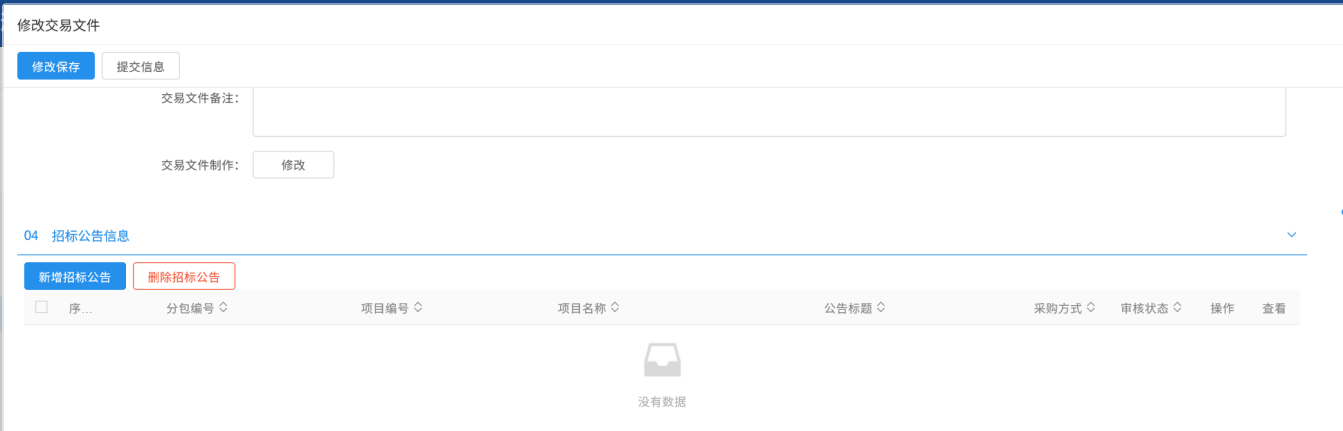 修改交易文件
修改保存 提交信息
交易文件备注：
交易文件制作： 修改
04 招标公告信息
新增招标公告 删除招标公告
序... 分包编号 项目编号 项目名称 公告标题 采购方式 审核状态 操作 查看
没有数据